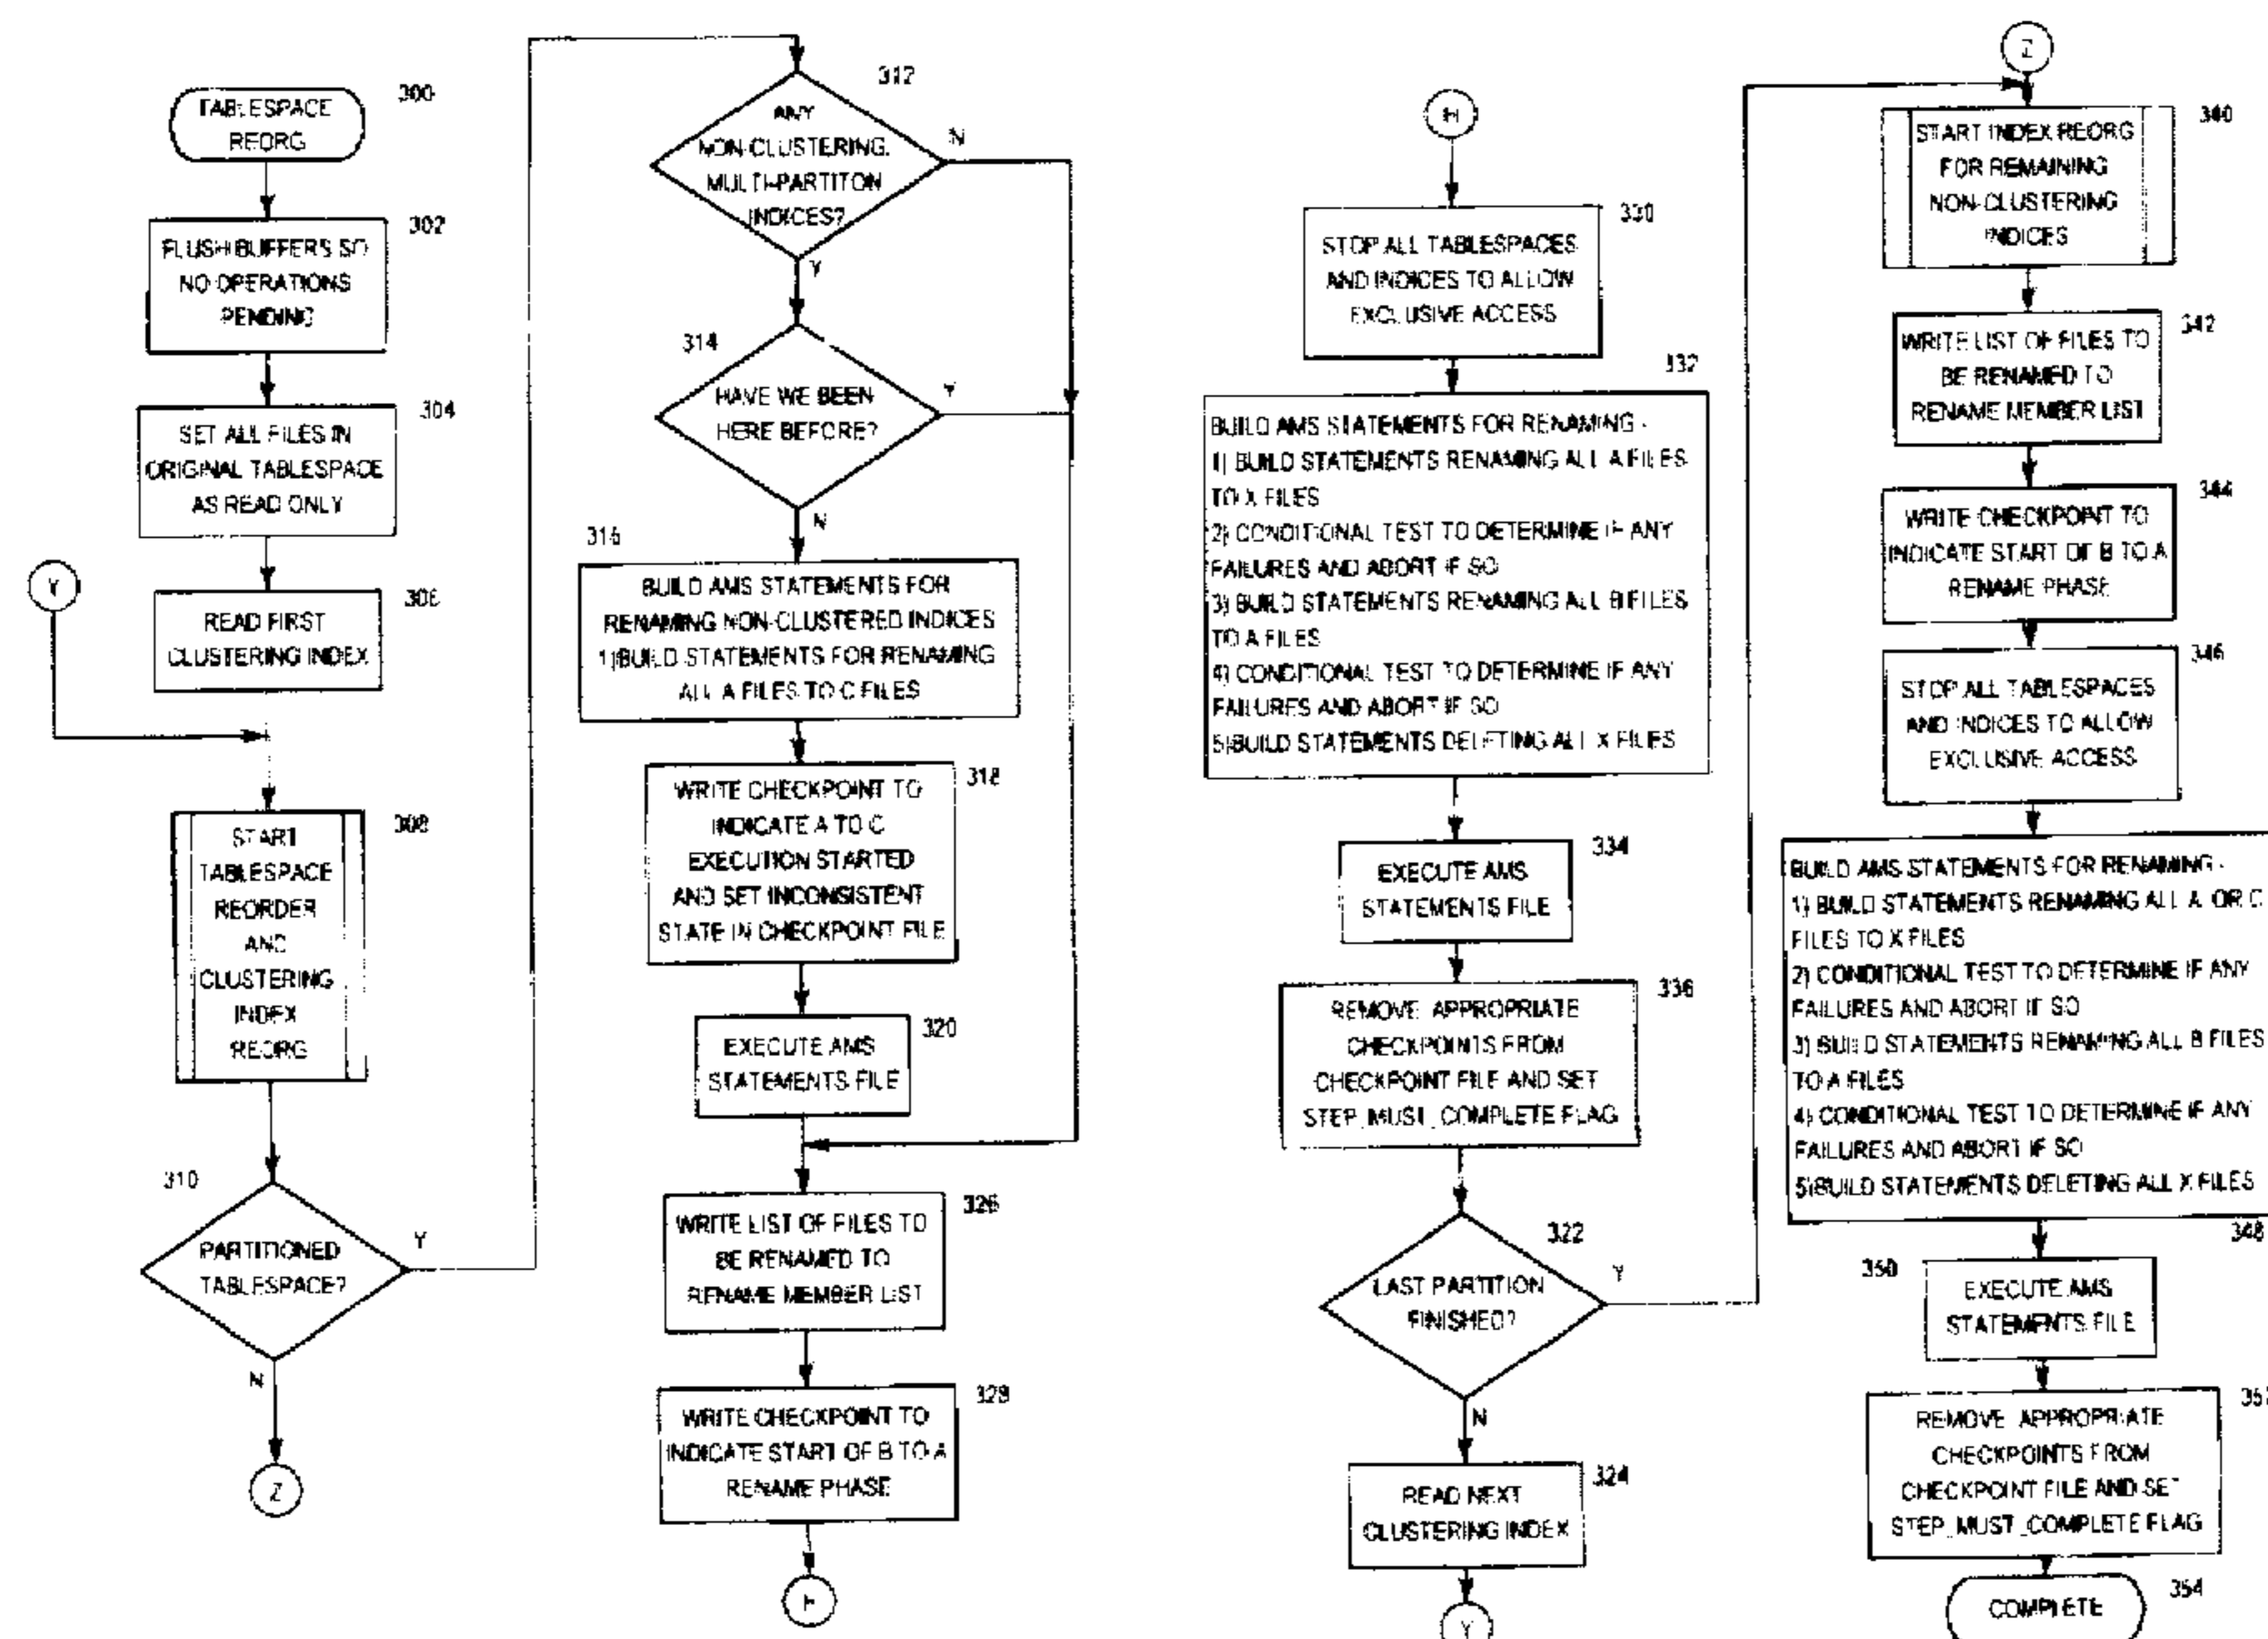 300
TABLESPACE
REORG
302
FLUSH BUFFERS SO
NO OPERATIONS
PENDING
304
SET ALL FILES IN
ORIGINAL TABLESPACE
AS READ ONLY
Y
306
READ FIRST
CLUSTERING INDEX
308
START
TABLESPACE
REORDER
AND
CLUSTERING
INDEX
REORG
310
PARTITIONED
TABLESPACE?
Y
N
Z
312
ANY
NON-CLUSTERING,
MULTI-PARTITON
INDICES?
N
Y
314
HAVE WE BEEN
HERE BEFORE?
Y
N
316
BUILD AMS STATEMENTS FOR
RENAMING NON-CLUSTERED INDICES
1)BUILD STATEMENTS FOR RENAMING
ALL A FILES TO C FILES
318
WRITE CHECKPOINT TO
INDICATE A TO C
EXECUTION STARTED
AND SET INCONSISTENT
STATE IN CHECKPOINT FILE
320
EXECUTE AMS
STATEMENTS FILE
326
WRITE LIST OF FILES TO
BE RENAMED TO
RENAME MEMBER LIST
328
WRITE CHECKPOINT TO
INDICATE START OF B TO A
RENAME PHASE
H
330
STOP ALL TABLESPACES
AND INDICES TO ALLOW
EXCLUSIVE ACCESS
332
BUILD AMS STATEMENTS FOR RENAMING -
1) BUILD STATEMENTS RENAMING ALL A FILES
TO X FILES
2) CONDITIONAL TEST TO DETERMINE IF ANY
FAILURES AND ABORT IF SO
3) BUILD STATEMENTS RENAMING ALL B FILES
TO A FILES
4) CONDITIONAL TEST TO DETERMINE IF ANY
FAILURES AND ABORT IF SO
5)BUILD STATEMENTS DELETING ALL X FILES
334
EXECUTE AMS
STATEMENTS FILE
336
REMOVE APPROPRIATE
CHECKPOINTS FROM
CHECKPOINT FILE AND SET
STEP_MUST_COMPLETE FLAG
322
LAST PARTITION
FINISHED?
Y
N
324
READ NEXT
CLUSTERING INDEX
Y
Z
340
START INDEX REORG
FOR REMAINING
NON-CLUSTERING
INDICES
342
WRITE LIST OF FILES TO
BE RENAMED TO
RENAME MEMBER LIST
344
WRITE CHECKPOINT TO
INDICATE START OF B TO A
RENAME PHASE
346
STOP ALL TABLESPACES
AND INDICES TO ALLOW
EXCLUSIVE ACCESS
BUILD AMS STATEMENTS FOR RENAMING -
1) BUILD STATEMENTS RENAMING ALL A OR C
FILES TO X FILES
2) CONDITIONAL TEST TO DETERMINE IF ANY
FAILURES AND ABORT IF SO
3) BUILD STATEMENTS RENAMING ALL B FILES
TO A FILES
4) CONDITIONAL TEST TO DETERMINE IF ANY
FAILURES AND ABORT IF SO
5)BUILD STATEMENTS DELETING ALL X FILES
348
350
EXECUTE AMS
STATEMENTS FILE
REMOVE APPROPRIATE
CHECKPOINTS FROM
CHECKPOINT FILE AND SET
STEP_MUST_COMPLETE FLAG
354
COMPLETE